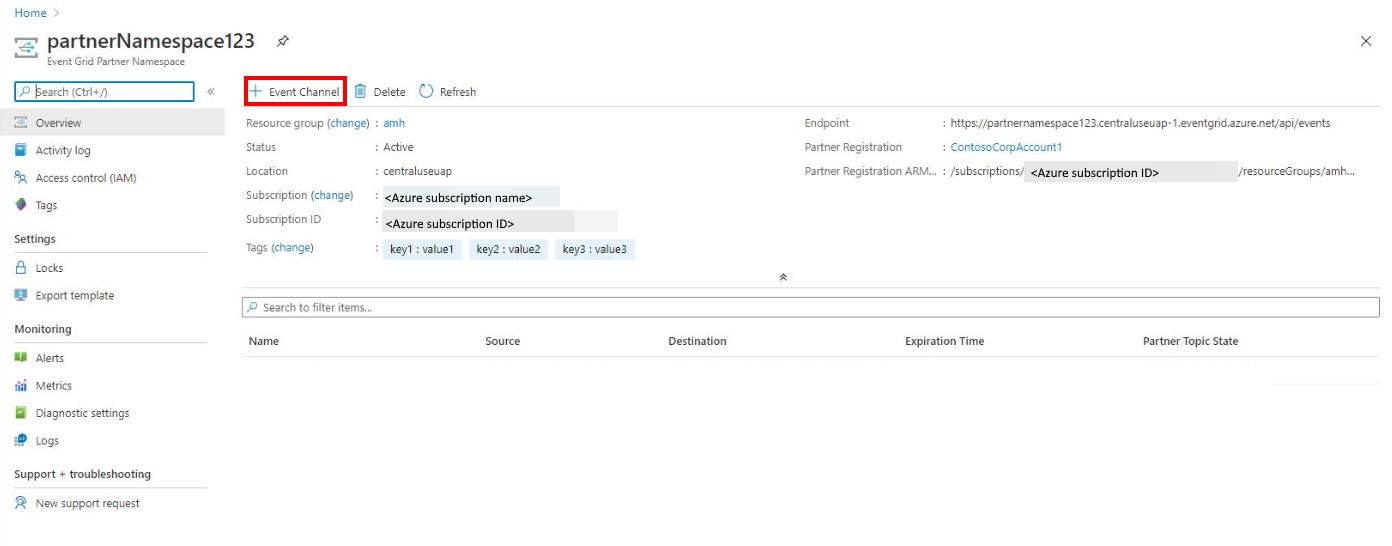 Home >
partnerNamespace123
Event Grid Partner Namespace
Search (Ctrl+/)
«
Overview
Activity log
Access control (IAM)
Tags
Settings
Locks
Export template
Monitoring
Alerts
Metrics
Diagnostic settings
Logs
Support + troubleshooting
New support request
+ Event Channel Delete Refresh
Resource group (change) : amh
Status : Active
Location : centraluseuap
Subscription (change) : <Azure subscription name>
Subscription ID : <Azure subscription ID>
Tags (change) : key1 : value1 key2 : value2 key3 : value3
Endpoint : https://partnernamespace123.centraluseuap-1.eventgrid.azure.net/api/events
Partner Registration : ContosoCorpAccount1
Partner Registration ARM... : /subscriptions/ <Azure subscription ID> /resourceGroups/amh...
Search to filter items...
Name Source Destination Expiration Time Partner Topic State